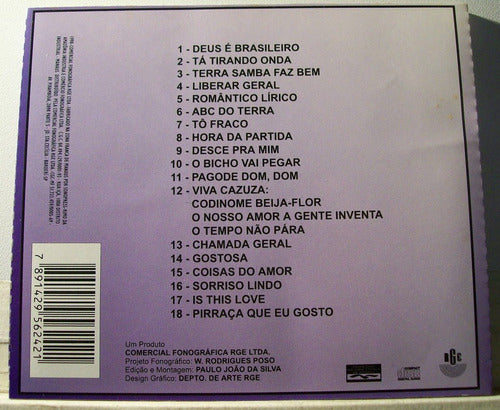 1 - DEUS É BRASILEIRO
2 - TÁ TIRANDO ONDA
3 - TERRA SAMBA FAZ BEM
4 - LIBERAR GERAL
5 - ROMÂNTICO LÍRICO
6 - ABC DO TERRA
7 - TÔ FRACO
8 - HORA DA PARTIDA
9 - DESCE PRA MIM
10 - O BICHO VAI PEGAR
11 - PAGODE DOM, DOM
12 - VIVA CAZUZA:
CODINOME BEIJA-FLOR
O NOSSO AMOR A GENTE INVENTA
O TEMPO NÃO PÁRA
13 - CHAMADA GERAL
14 - GOSTOSA
15 - COISAS DO AMOR
16 - SORRISO LINDO
17 - IS THIS LOVE
18 - PIRRAÇA QUE EU GOSTO
7 891429 562421
Um Produto
COMERCIAL FONOGRÁFICA RGE LTDA.
Projeto Fonográfico: W. RODRIGUES POSO
Edição e Montagem: PAULO JOÃO DA SILVA
Design Gráfico: DEPTO. DE ARTE RGE
RGE